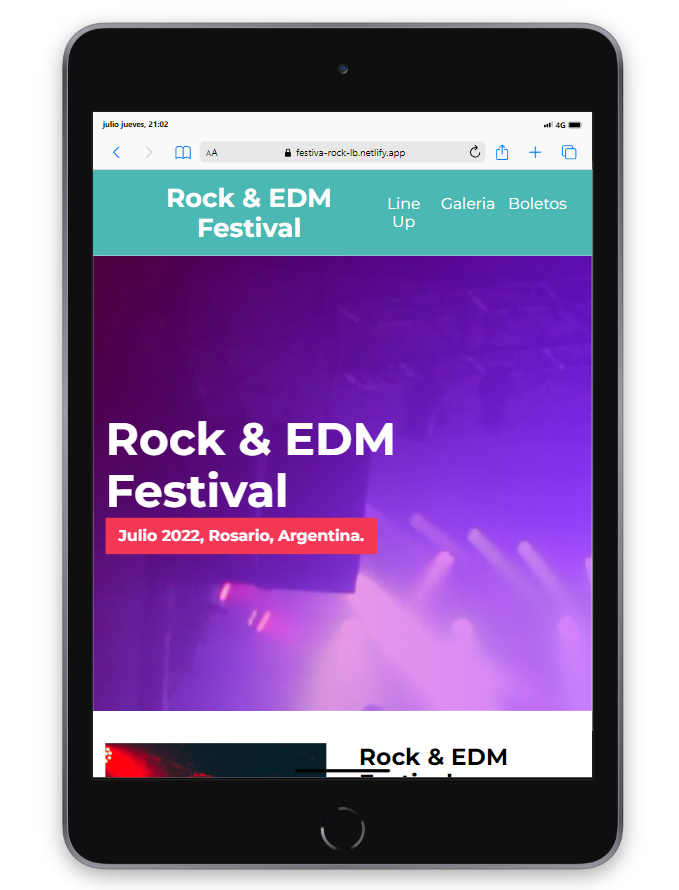 julio jueves, 21:02
4G
AA
festiva-rock-lb.netlify.app
Rock & EDM
Festival
Line
Up
Galeria
Boletos
Rock & EDM
Festival
Julio 2022, Rosario, Argentina.
Rock & EDM